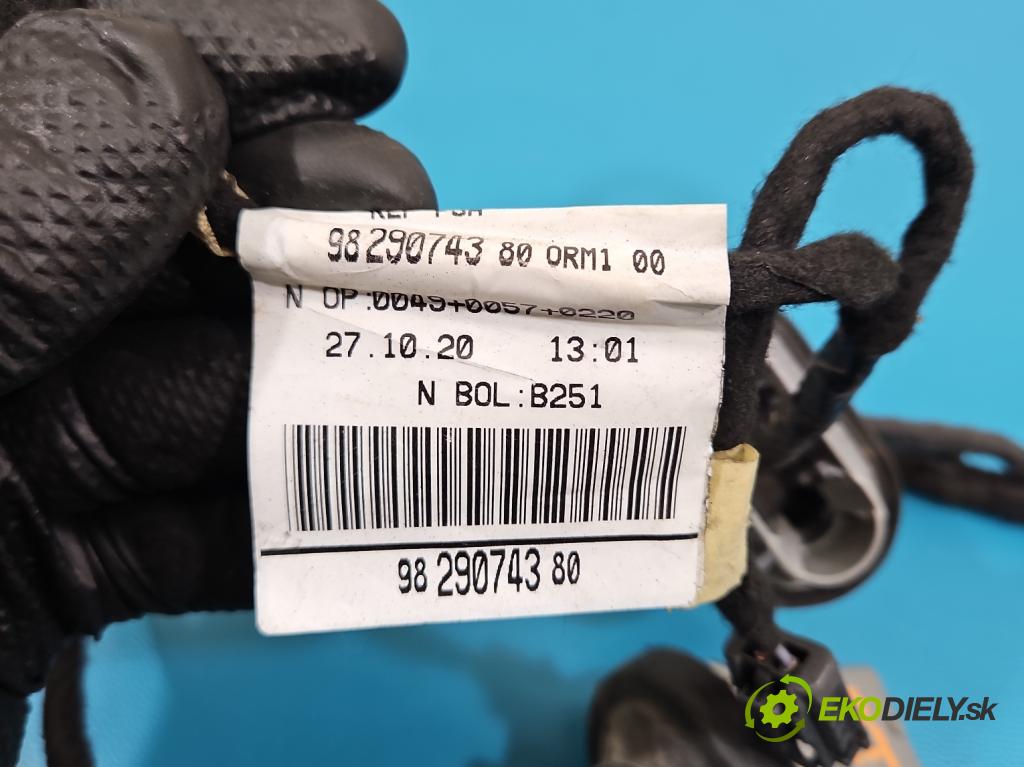 98 290743 80 ORM1 00
N OP:0049+0057+0220
27.10.20 13:01
N BOL:B251
98 290743 80
EKODIELY.sk